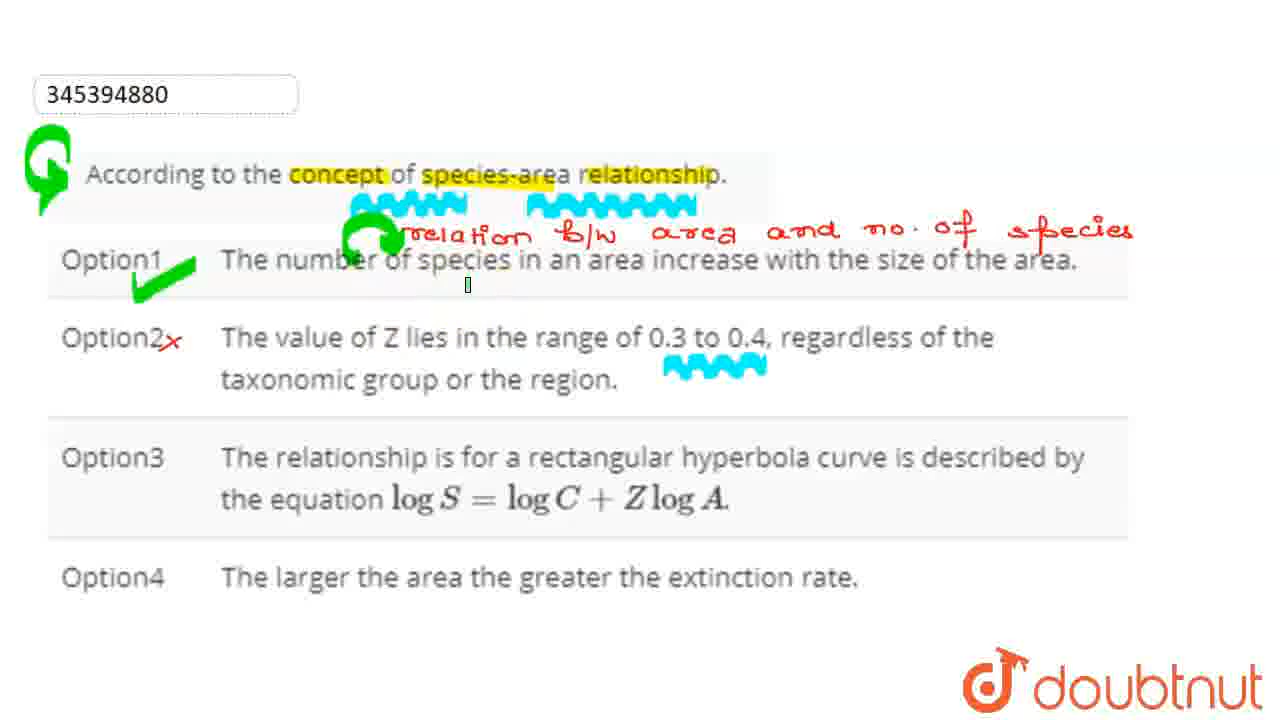 345394880
According to the concept of species-area relationship.
relation b/w area and no. of species
Option1 The number of species in an area increase with the size of the area.
Option2 x The value of Z lies in the range of 0.3 to 0.4, regardless of the
taxonomic group or the region.
Option3 The relationship is for a rectangular hyperbola curve is described by
the equation log S = log C + Z log A.
Option4 The larger the area the greater the extinction rate.
doubtnut